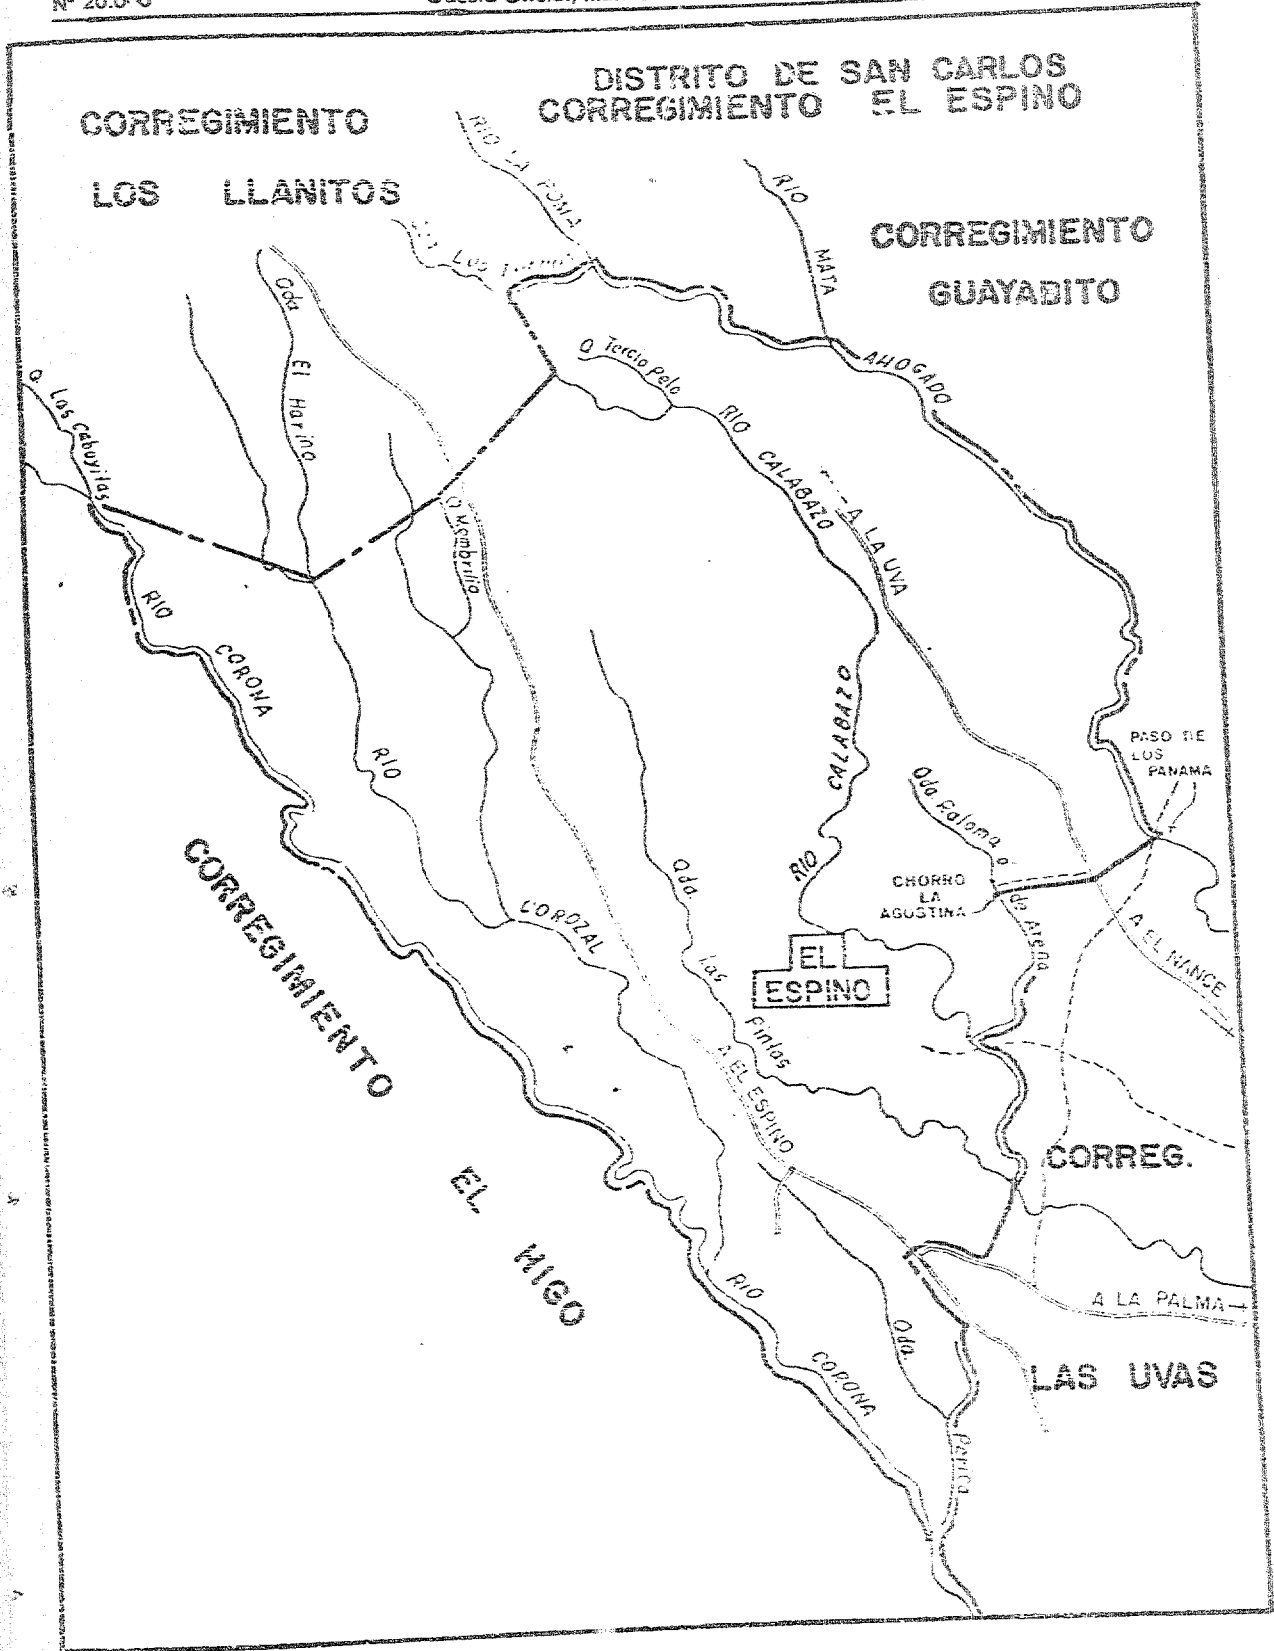 DISTRITO DE SAN CARLOS
CORREGIMIENTO EL ESPINO
CORREGIMIENTO
LOS LLANITOS
RIO LA
RIO
MATA
CORREGIMIENTO
GUAYABITO
Los
Qda
El Harino
Q. Las Cabuyitas
Q Tercio Pelo
AHOGADO
RIO
CALABAZO
A LA UVA
Q Membrillo
RIO
CORONA
RIO
CALABAZO
RIO
PASO DE
LOS
PANAMA
Qda. Paloma o
de Arena
CHORRO
LA
AGUSTINA
CORREGIMIENTO
EL HIGO
COROZAL
Qda.
Las
Pintas
EL
ESPINO
A EL NANCE
A EL ESPINO
CORREG.
LAS UVAS
RIO
CORONA
A LA PALMA →
Qda.
Perica